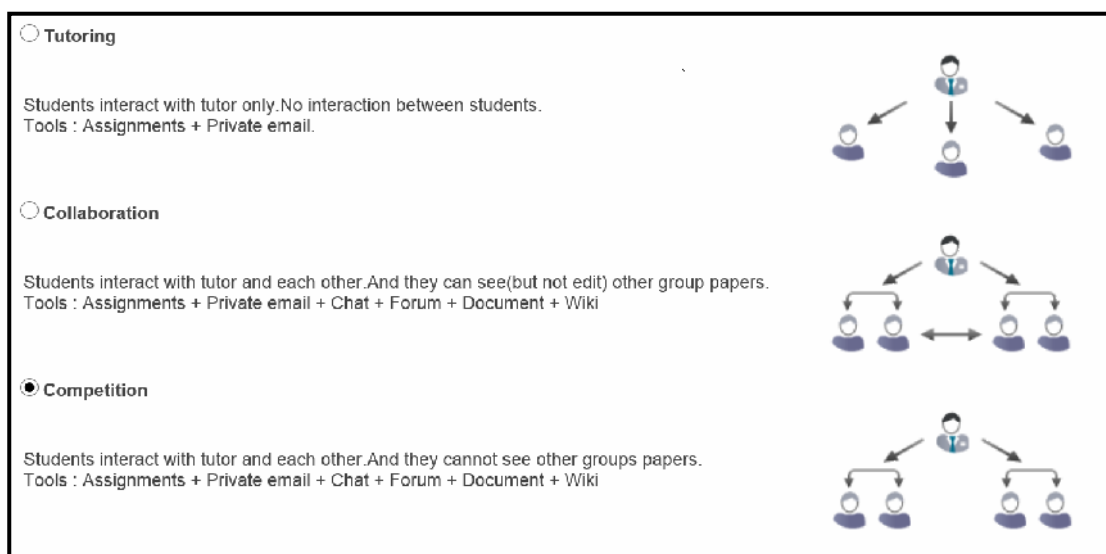 Tutoring
Students interact with tutor only.No interaction between students.
Tools : Assignments + Private email.
Collaboration
Students interact with tutor and each other.And they can see(but not edit) other group papers.
Tools : Assignments + Private email + Chat + Forum + Document + Wiki
Competition
Students interact with tutor and each other.And they cannot see other groups papers.
Tools : Assignments + Private email + Chat + Forum + Document + Wiki